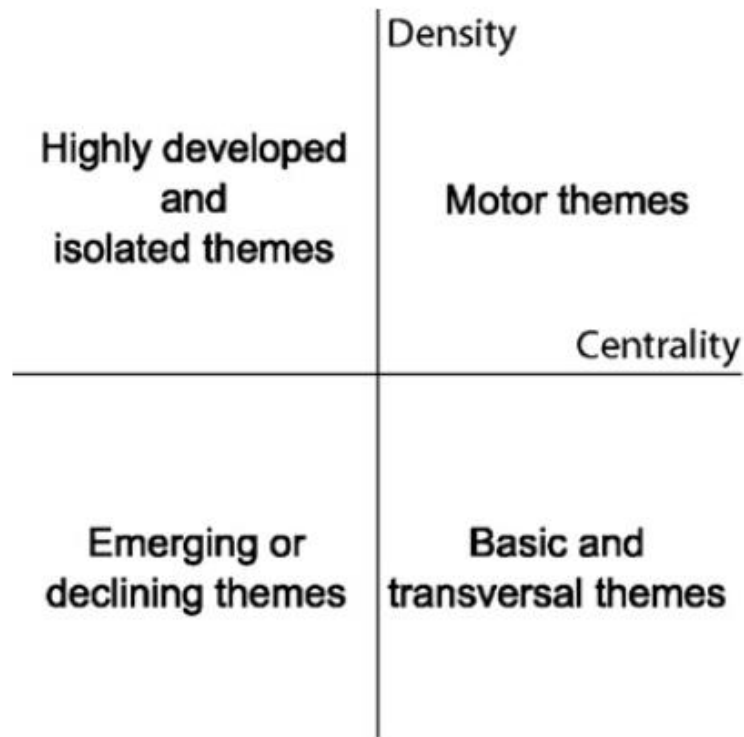 Density
Highly developed
and
isolated themes
Motor themes
Centrality
Emerging or
declining themes
Basic and
transversal themes